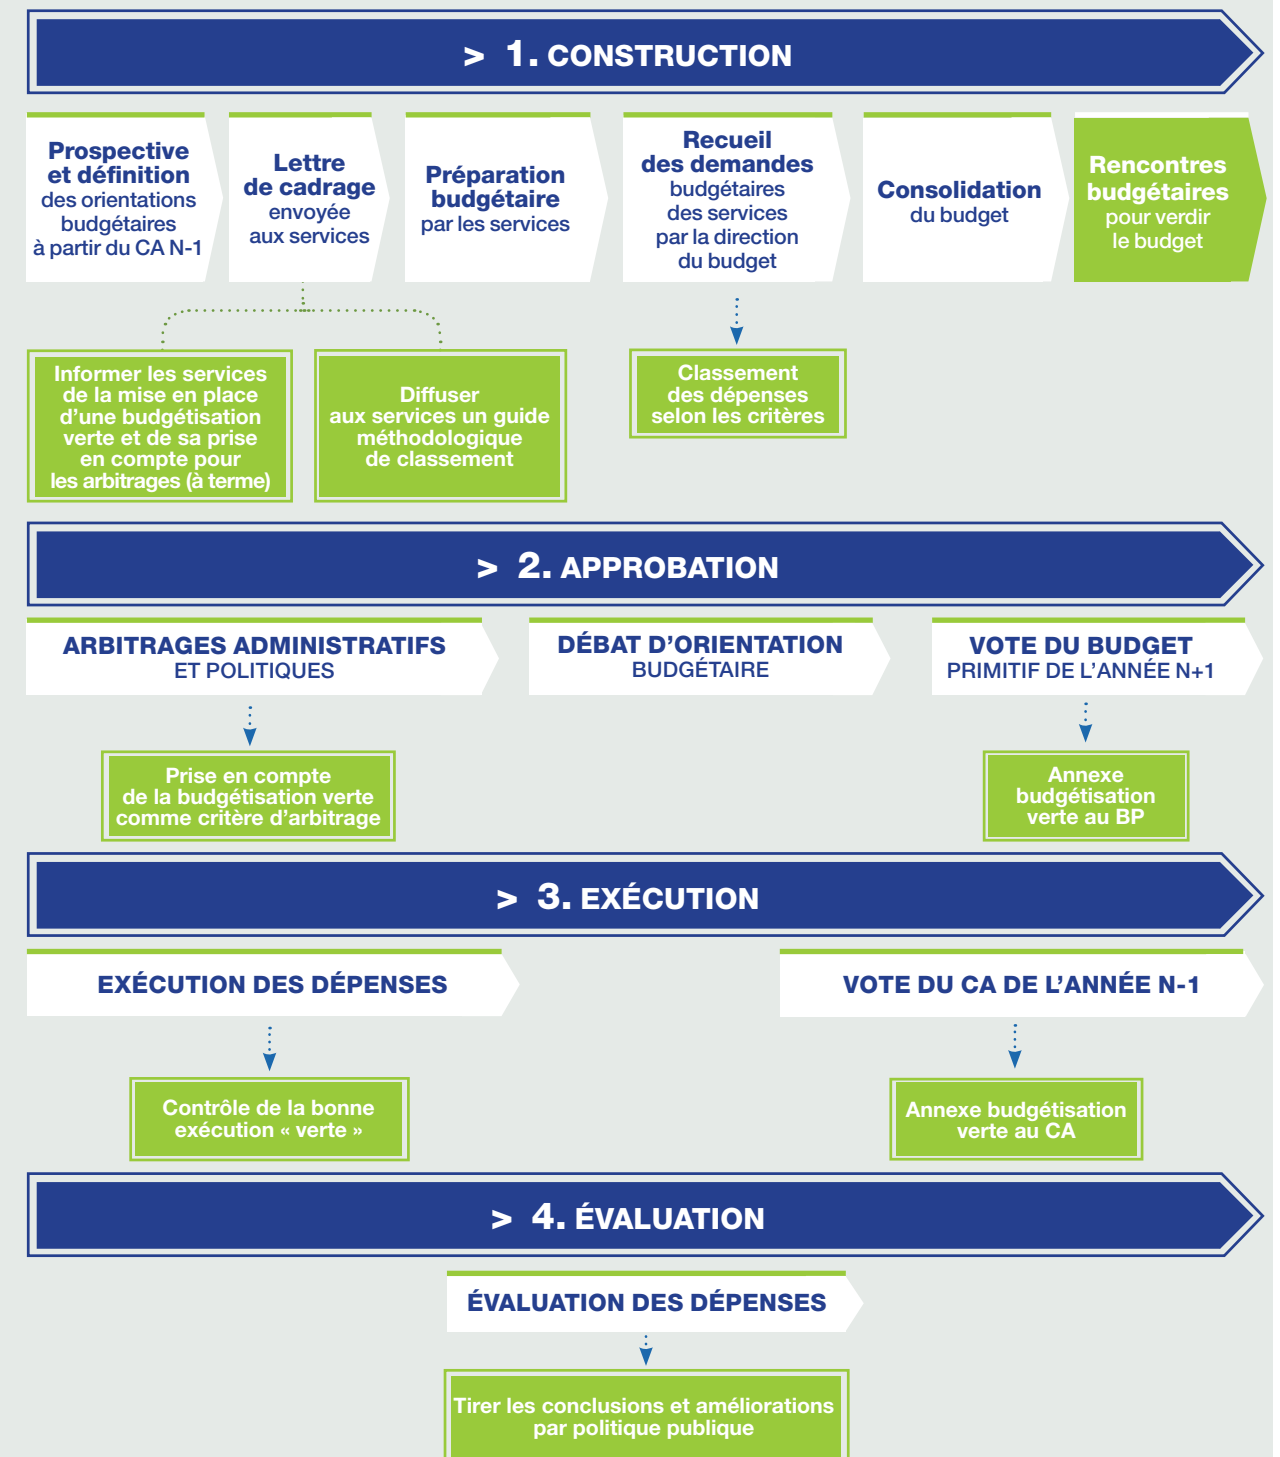 > 1. CONSTRUCTION
Prospective
et définition
des orientations
budgétaires
à partir du CA N-1
Lettre
de cadrage
envoyée
aux services
Préparation
budgétaire
par les services
Recueil
des demandes
budgétaires
des services
par la direction
du budget
Consolidation
du budget
Rencontres
budgétaires
pour verdir
le budget
Informer les services
de la mise en place
d’une budgétisation
verte et de sa prise
en compte pour
les arbitrages (à terme)
Diffuser
aux services un guide
méthodologique
de classement
Classement
des dépenses
selon les critères
> 2. APPROBATION
ARBITRAGES ADMINISTRATIFS
ET POLITIQUES
DÉBAT D’ORIENTATION
BUDGÉTAIRE
VOTE DU BUDGET
PRIMITIF DE L’ANNÉE N+1
Prise en compte
de la budgétisation verte
comme critère d’arbitrage
Annexe
budgétisation
verte au BP
> 3. EXÉCUTION
EXÉCUTION DES DÉPENSES
VOTE DU CA DE L’ANNÉE N-1
Contrôle de la bonne
exécution « verte »
Annexe budgétisation
verte au CA
> 4. ÉVALUATION
ÉVALUATION DES DÉPENSES
Tirer les conclusions et améliorations
par politique publique